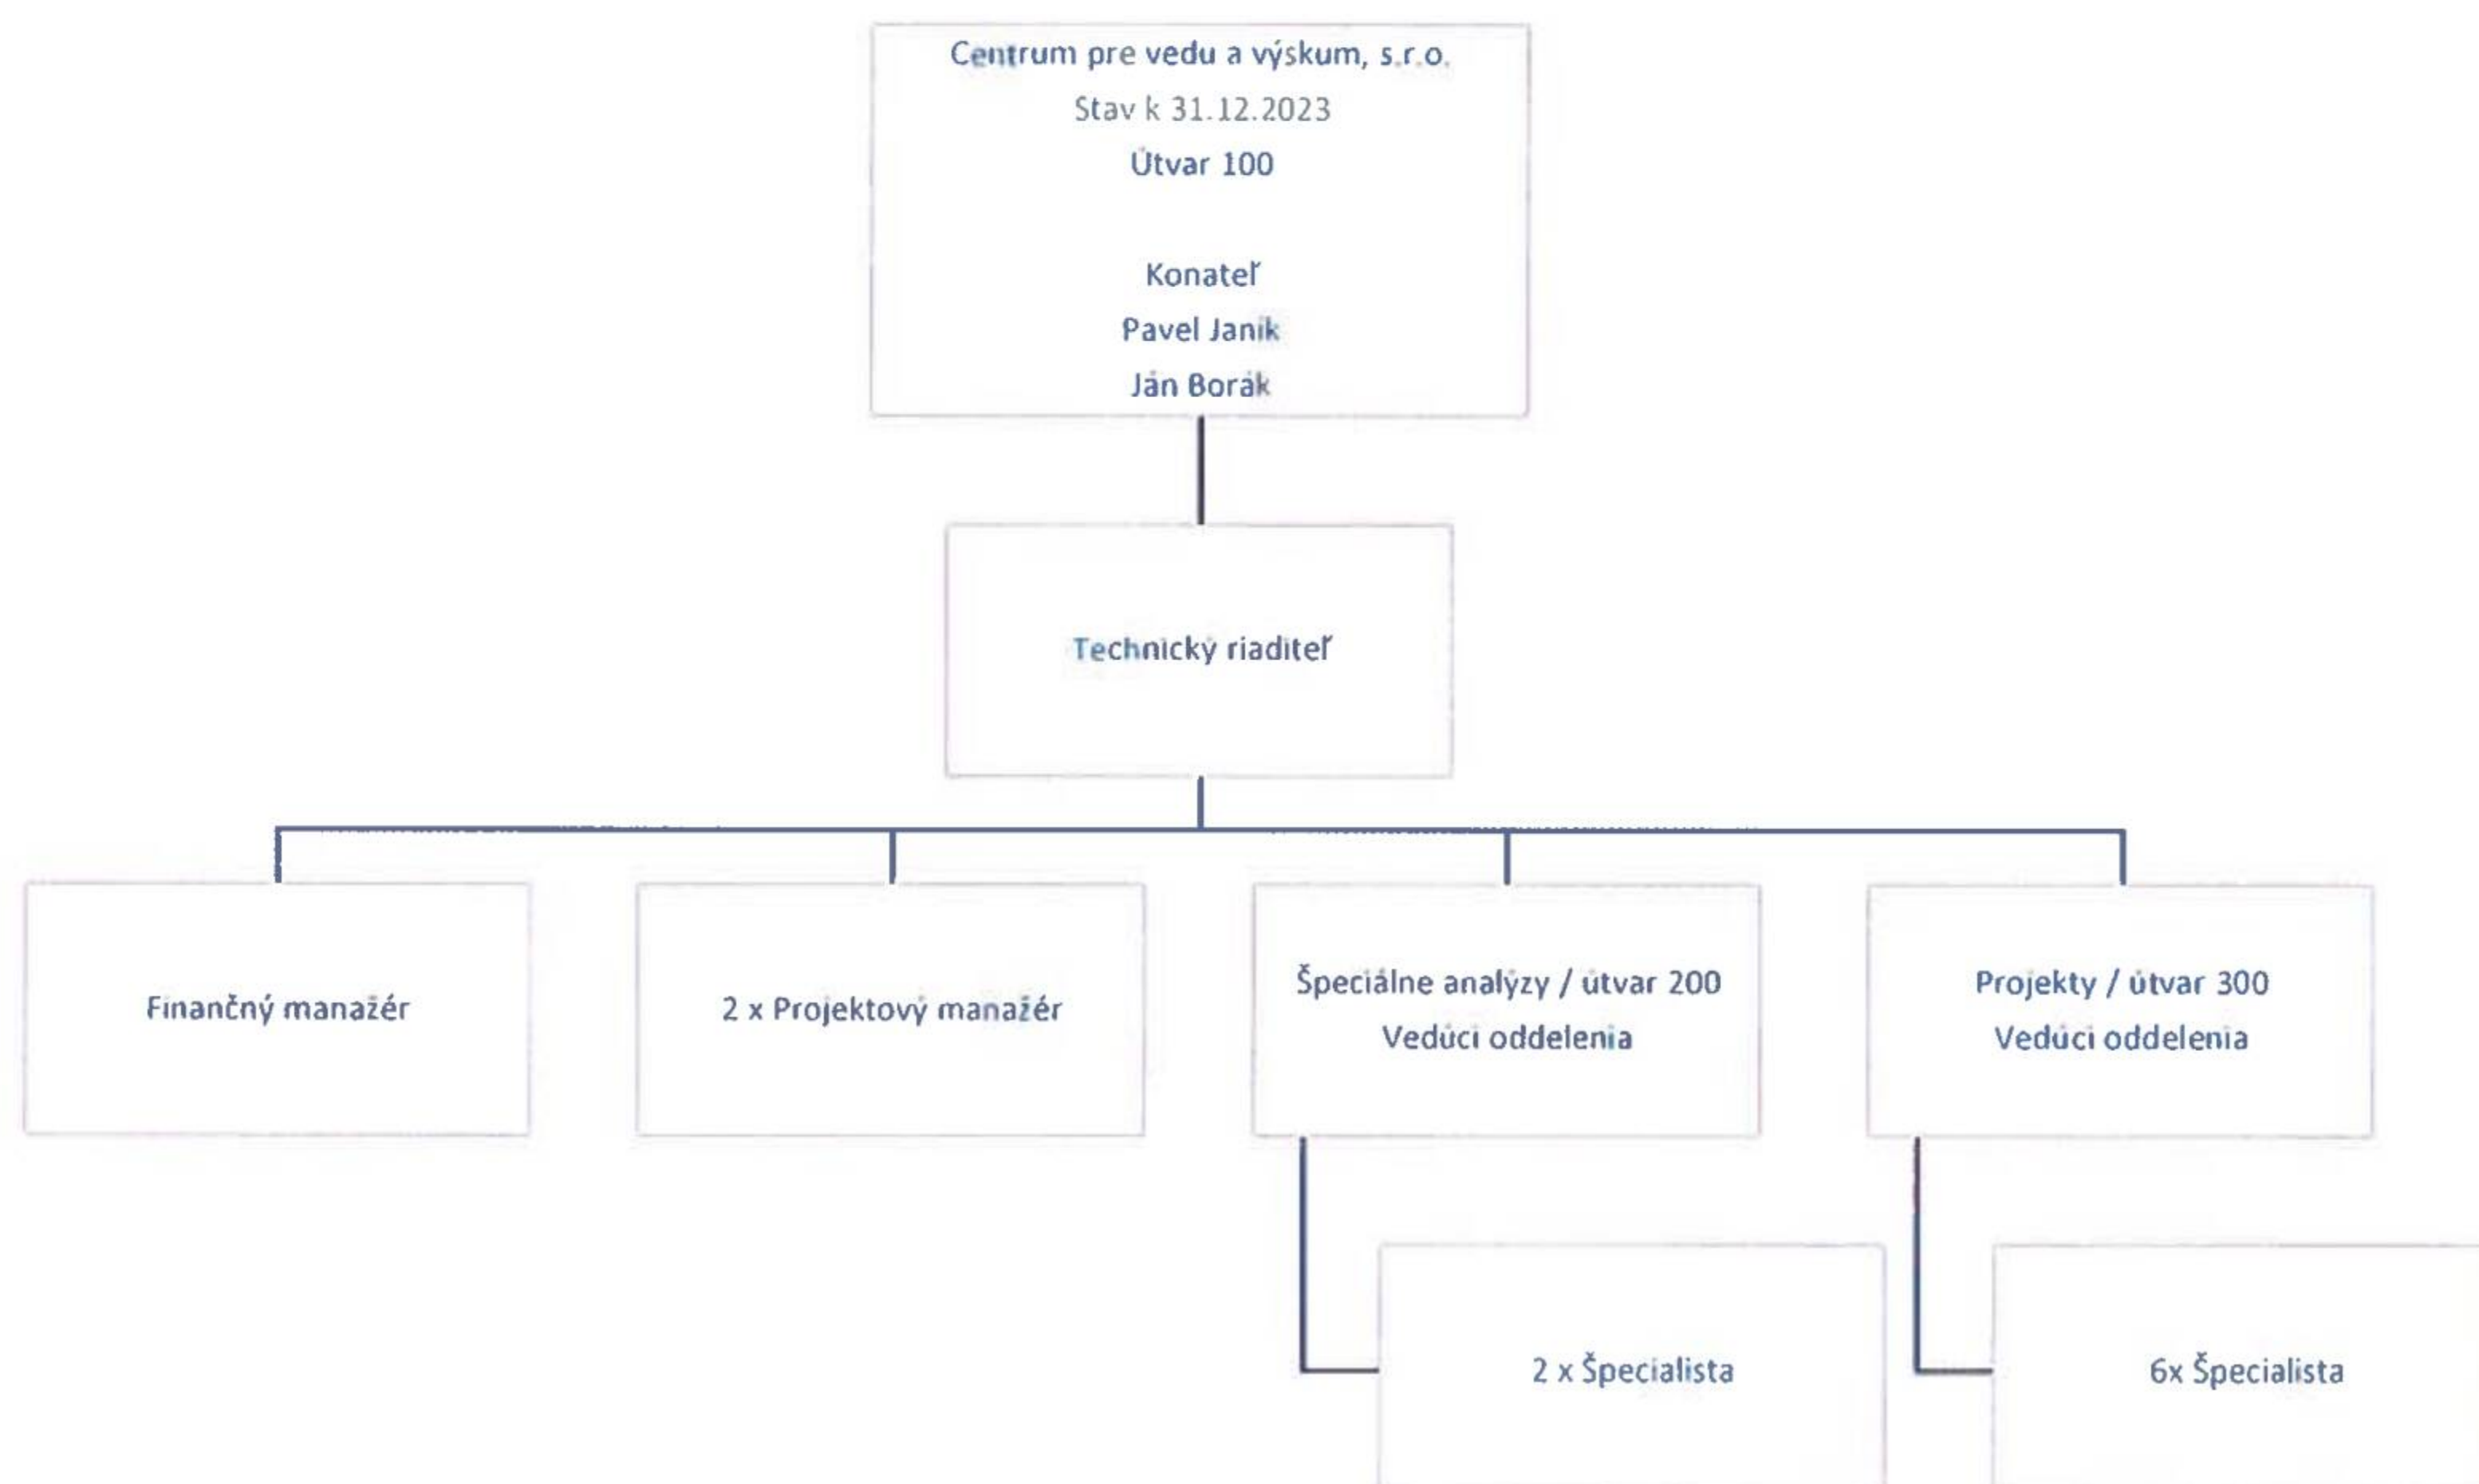 Centrum pre vedu a výskum, s.r.o.
Stav k 31.12.2023
Útvar 100
Konateľ
Pavel Janík
Ján Borák
Technický riaditeľ
Finančný manažér
2 x Projektový manažér
Špeciálne analýzy / útvar 200
Vedúci oddelenia
Projekty / útvar 300
Vedúci oddelenia
2 x Špecialista
6x Špecialista